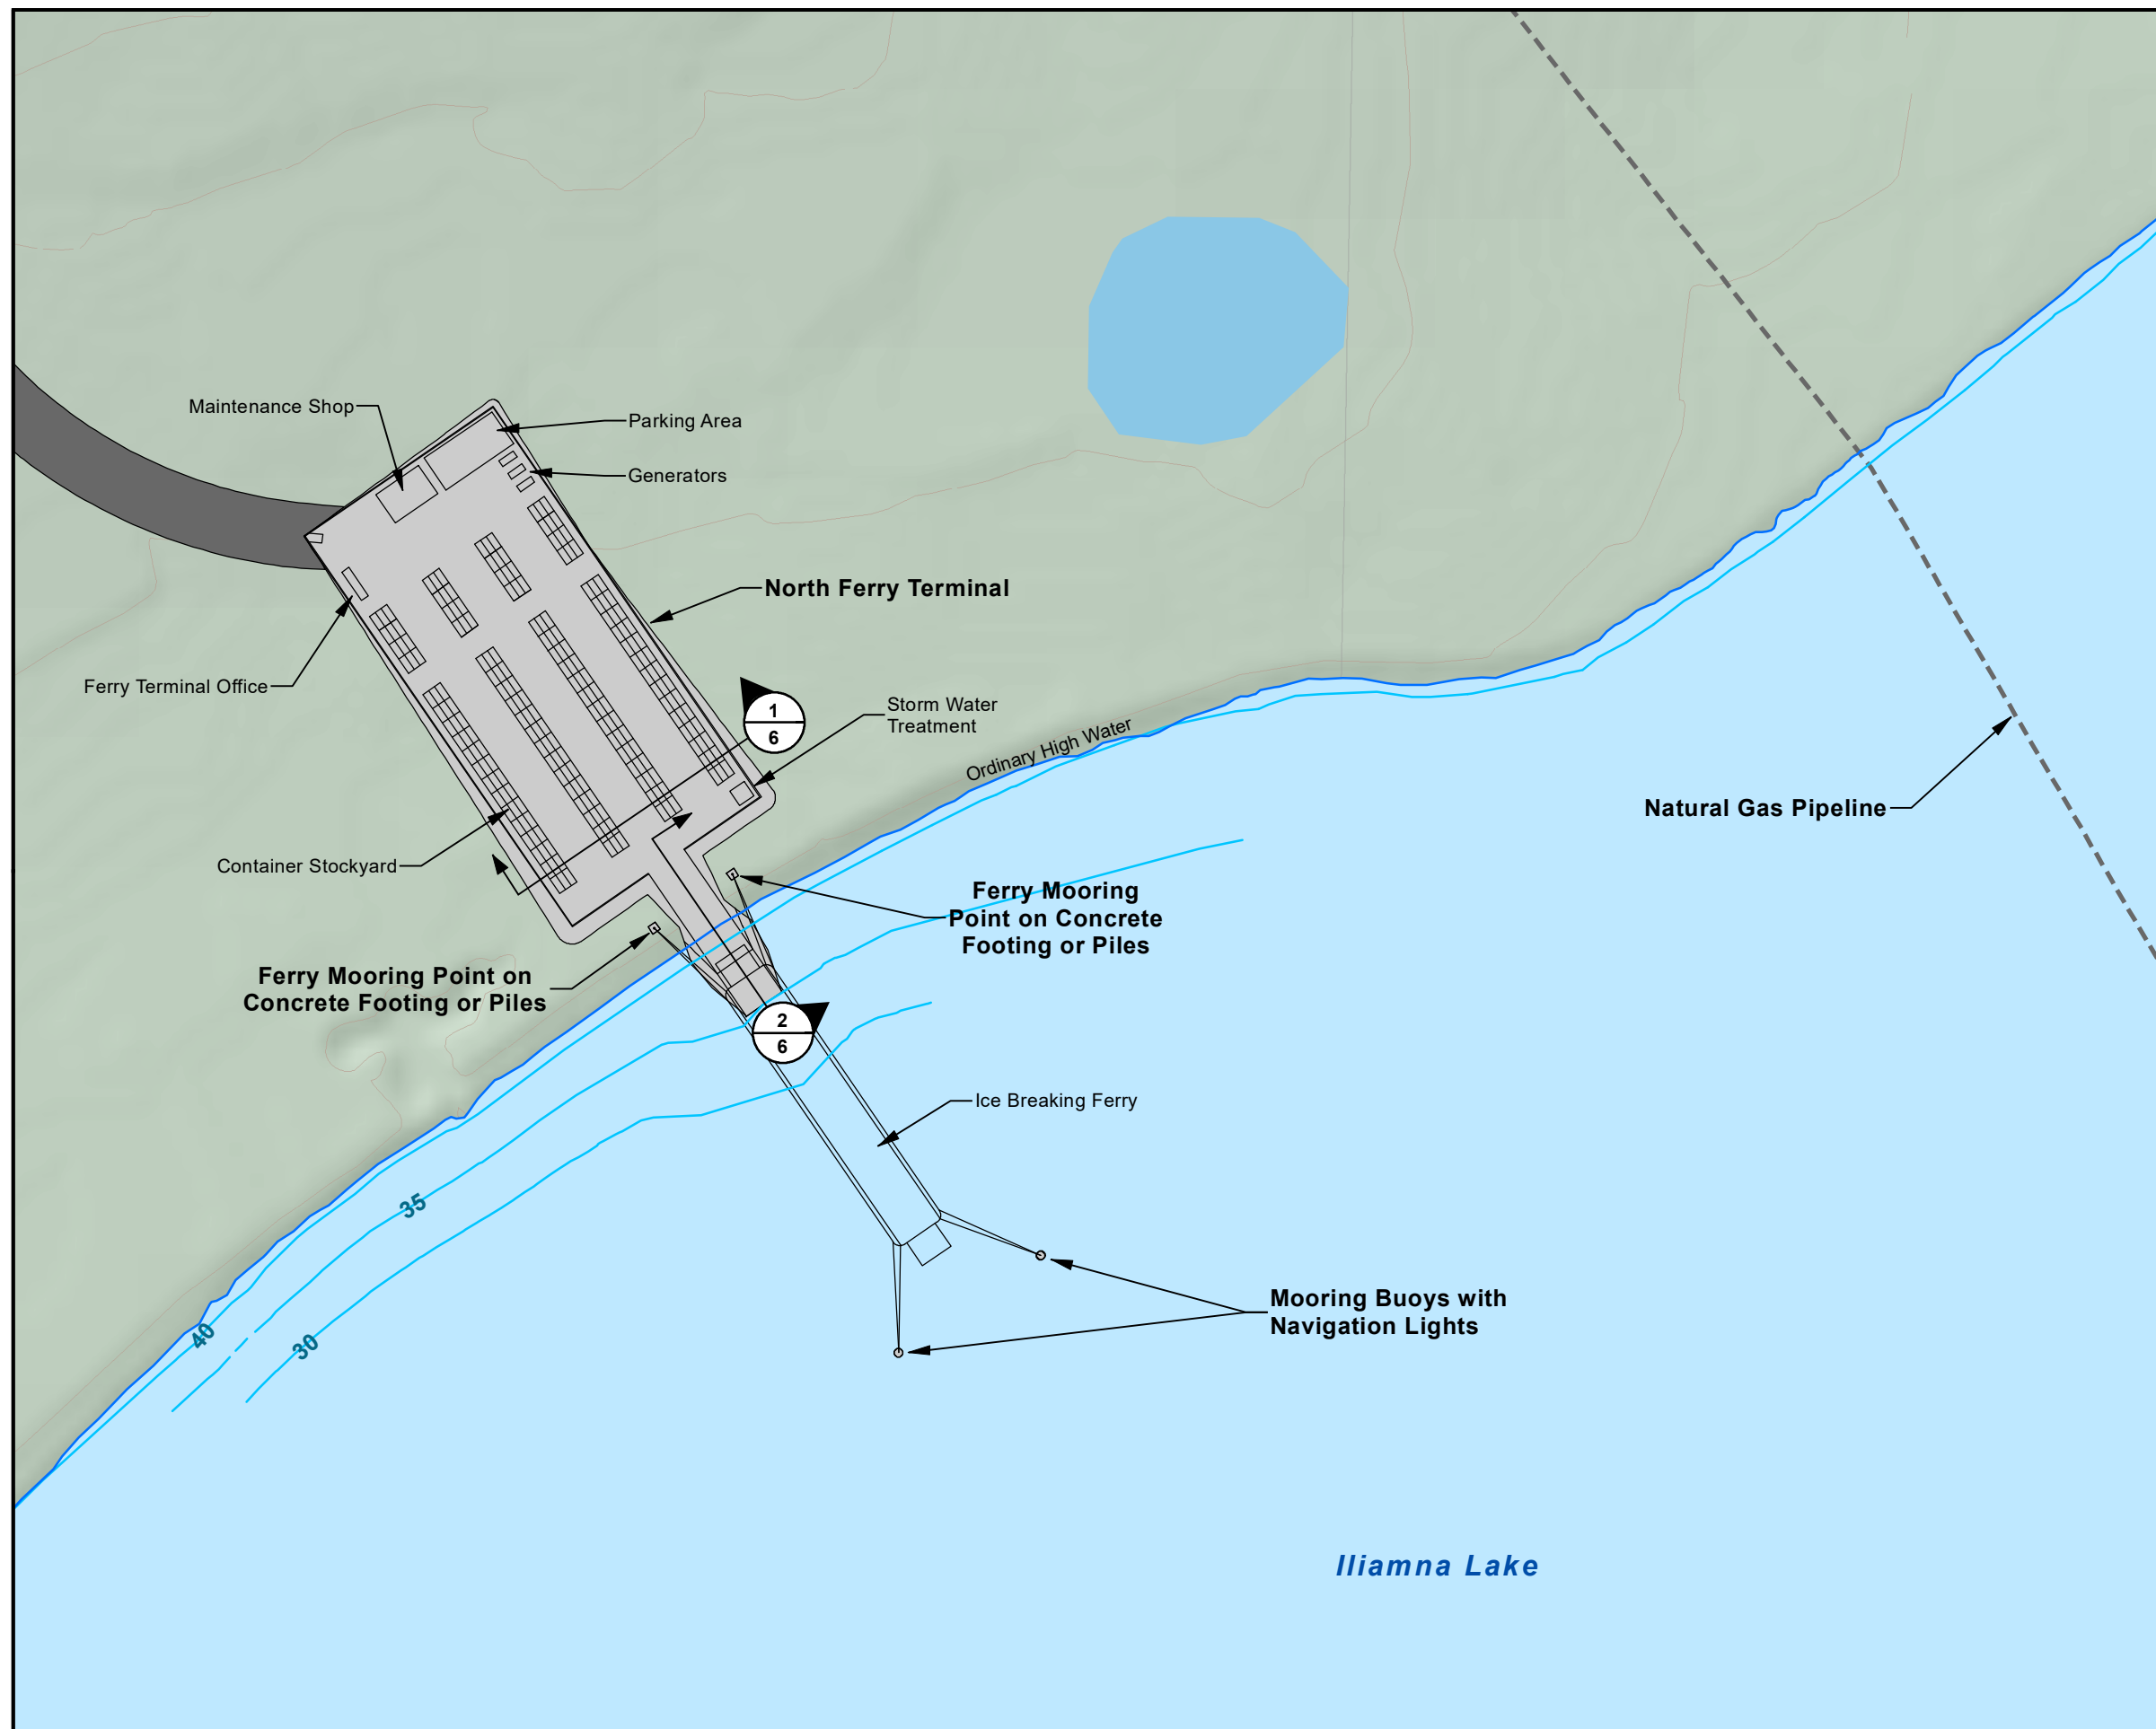 Maintenance Shop
Parking Area
Generators
North Ferry Terminal
Ferry Terminal Office
1
6
Storm Water
Treatment
Ordinary High Water
Natural Gas Pipeline
Container Stockyard
Ferry Mooring
Point on Concrete
Footing or Piles
Ferry Mooring Point on
Concrete Footing or Piles
2
6
Ice Breaking Ferry
35
40
30
Mooring Buoys with
Navigation Lights
Iliamna Lake